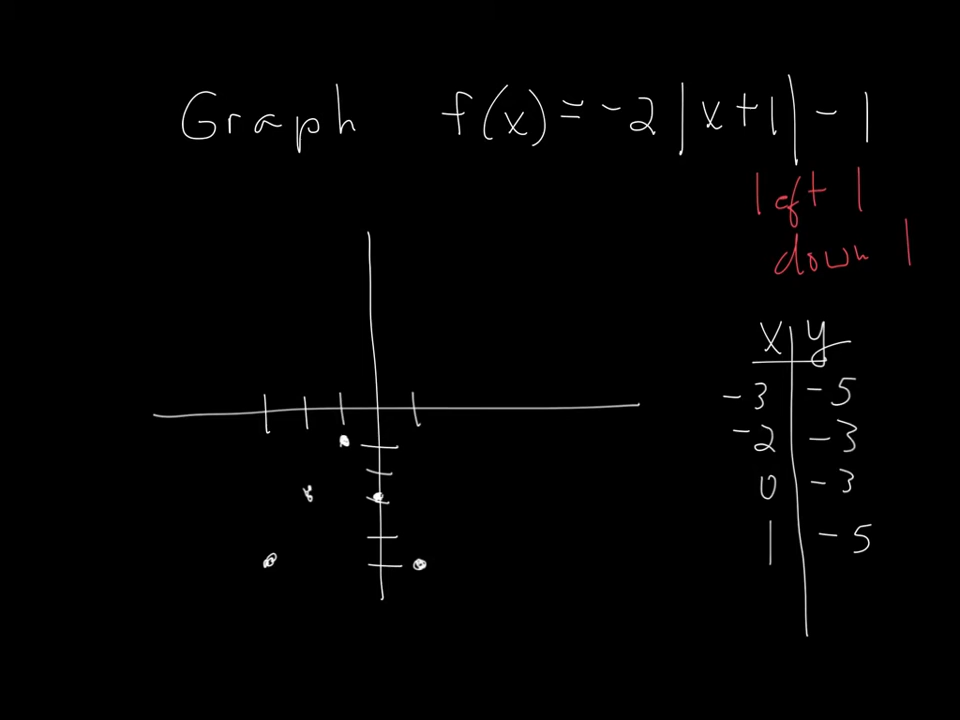 Graph f(x) = -2|x+1| - 1
left 1
down 1
x y
-3 -5
-2 -3
0 -3
1 -5